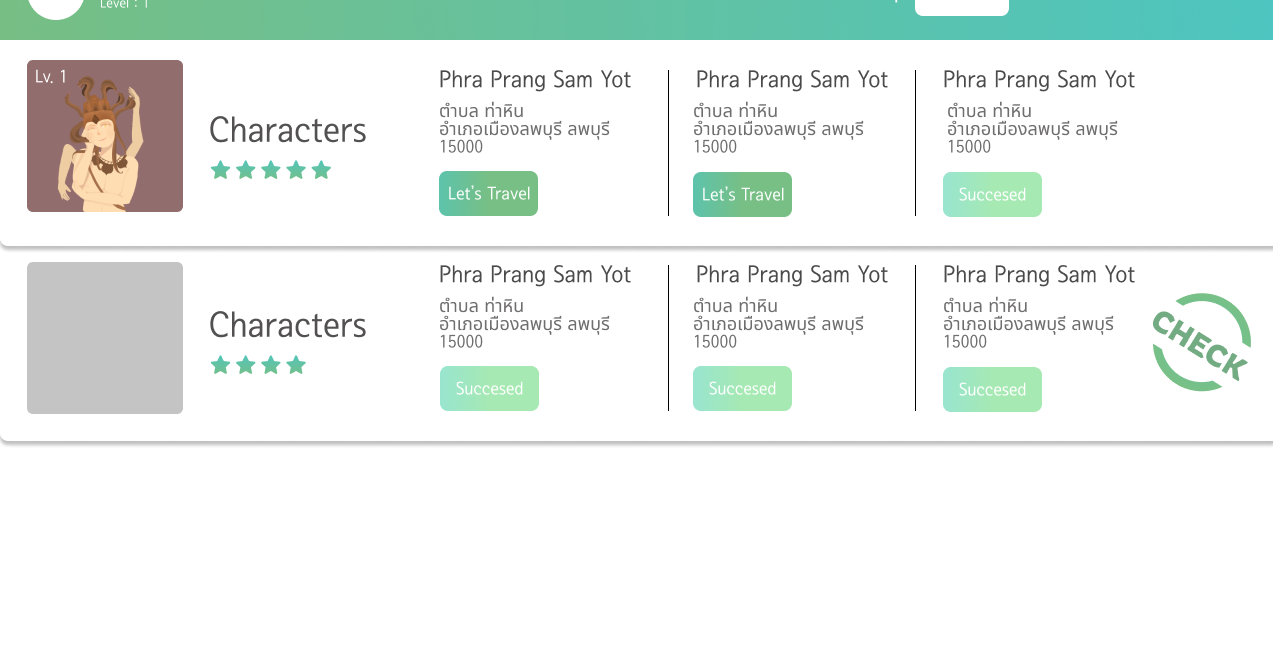 Level : 1
Lv. 1
Characters
Phra Prang Sam Yot
ตำบล ท่าหิน
อำเภอเมืองลพบุรี ลพบุรี
15000
Let's Travel
Phra Prang Sam Yot
ตำบล ท่าหิน
อำเภอเมืองลพบุรี ลพบุรี
15000
Let's Travel
Phra Prang Sam Yot
ตำบล ท่าหิน
อำเภอเมืองลพบุรี ลพบุรี
15000
Succesed
Characters
Phra Prang Sam Yot
ตำบล ท่าหิน
อำเภอเมืองลพบุรี ลพบุรี
15000
Succesed
Phra Prang Sam Yot
ตำบล ท่าหิน
อำเภอเมืองลพบุรี ลพบุรี
15000
Succesed
Phra Prang Sam Yot
ตำบล ท่าหิน
อำเภอเมืองลพบุรี ลพบุรี
15000
Succesed
CHECK